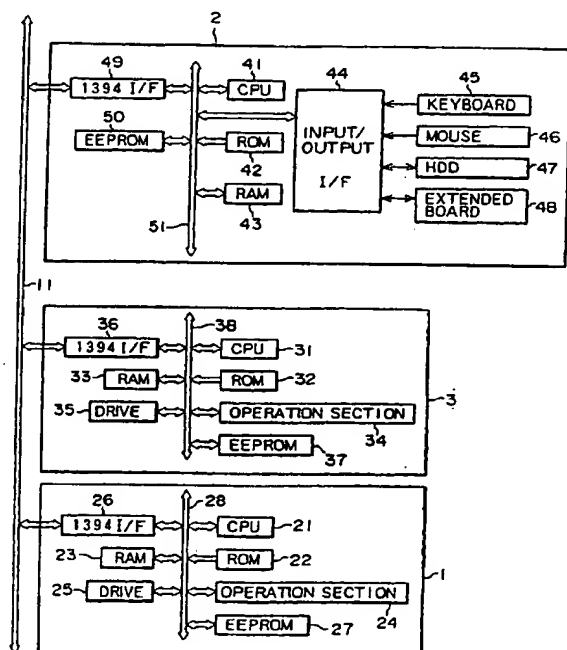 2
49
41
44
45
1394 I/F
CPU
KEYBOARD
50
INPUT/
OUTPUT
I/F
MOUSE
46
EEPROM
ROM
42
HDD
47
RAM
43
EXTENDED
BOARD
48
51
11
36
38
1394 I/F
CPU
31
33
RAM
ROM
32
35
DRIVE
OPERATION SECTION
34
3
EEPROM
37
26
28
1394 I/F
CPU
21
23
RAM
ROM
22
25
DRIVE
OPERATION SECTION
24
1
EEPROM
27